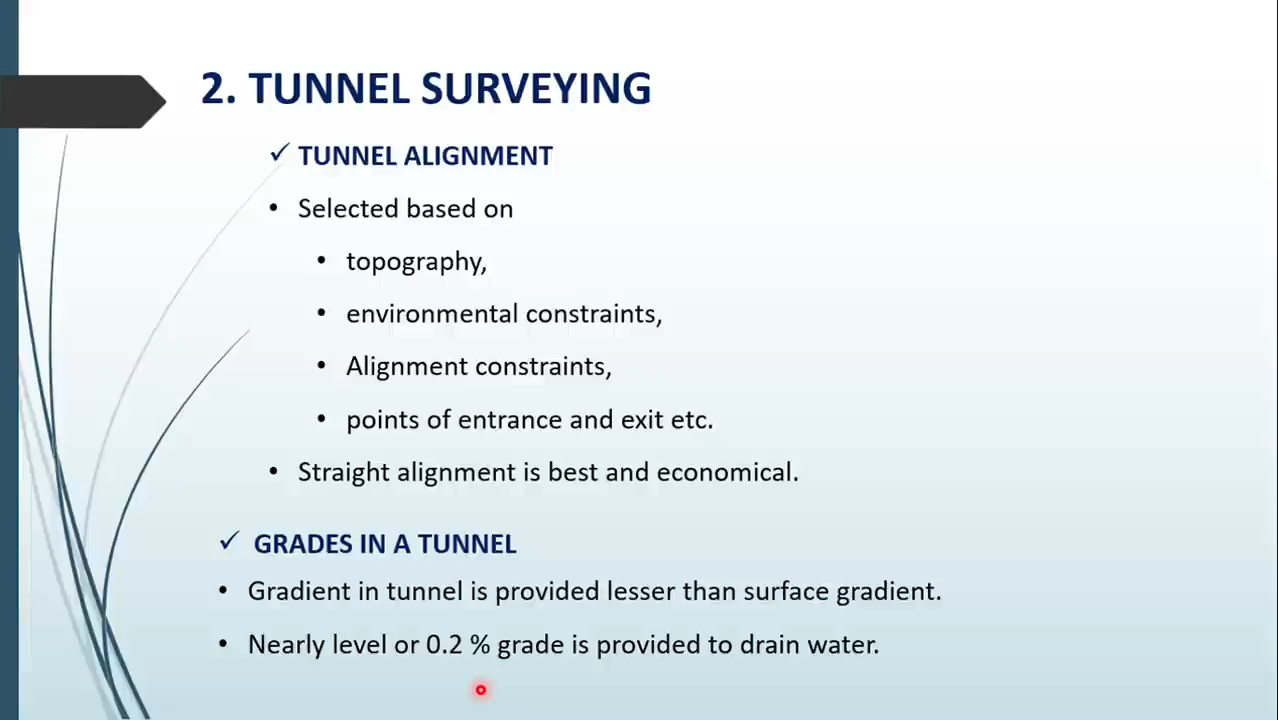 2. TUNNEL SURVEYING
✓ TUNNEL ALIGNMENT
• Selected based on
• topography,
• environmental constraints,
• Alignment constraints,
• points of entrance and exit etc.
• Straight alignment is best and economical.
✓ GRADES IN A TUNNEL
• Gradient in tunnel is provided lesser than surface gradient.
• Nearly level or 0.2 % grade is provided to drain water.